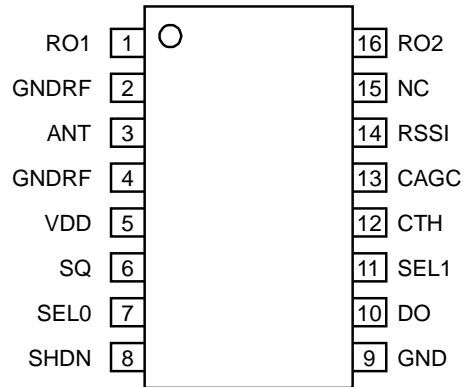 RO1 1 16 RO2
GNDRF 2 15 NC
ANT 3 14 RSSI
GNDRF 4 13 CAGC
VDD 5 12 CTH
SQ 6 11 SEL1
SEL0 7 10 DO
SHDN 8 9 GND